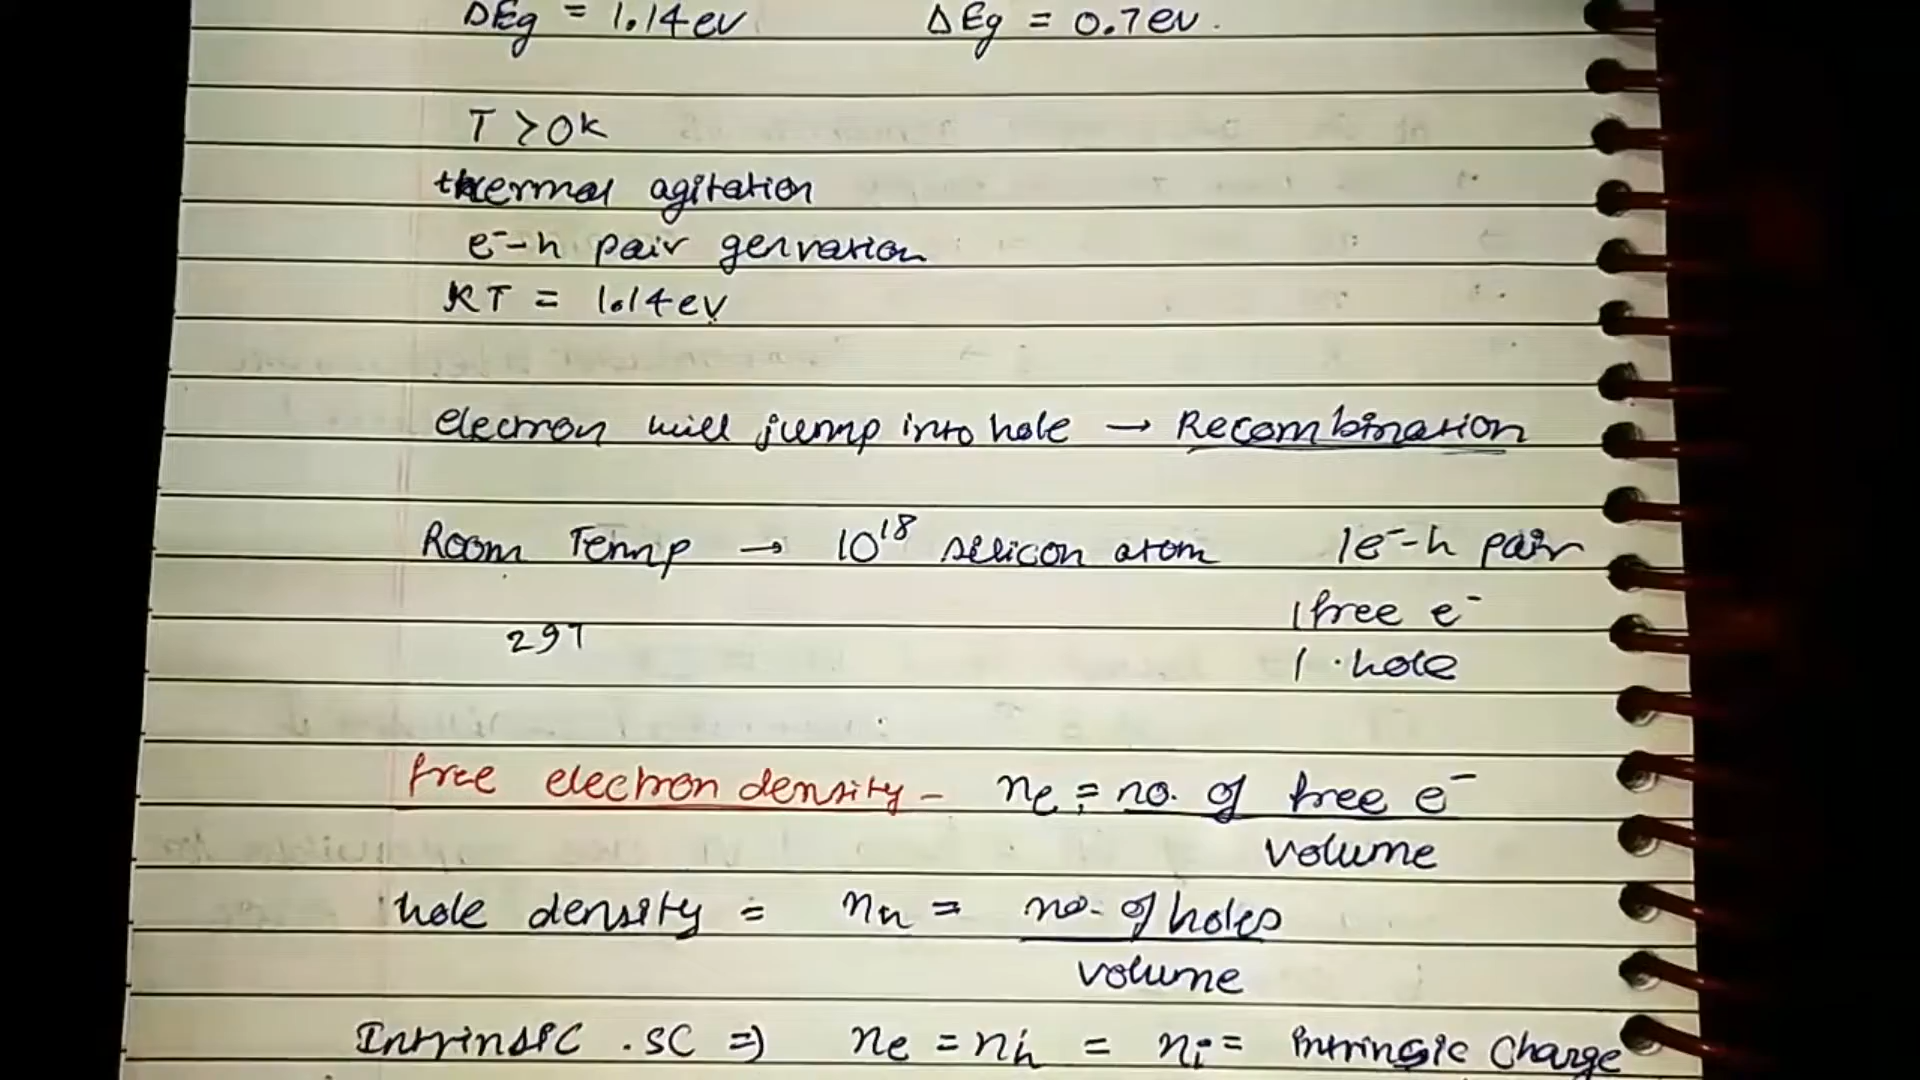 ΔEg = 1.14ev ΔEg = 0.7ev.
T > 0k
thermal agitation
e⁻-h pair genration
KT = 1.14ev
electron will jump into hole → Recombination
Room Temp → 10¹⁸ silicon atom 1e⁻-h pair
1 free e⁻
297
1 hole
free electron density - ne = no. of free e⁻
volume
hole density = nh = no. of holes
volume
Intrinsic SC ⇒ ne = nh = ni = intrinsic Charge